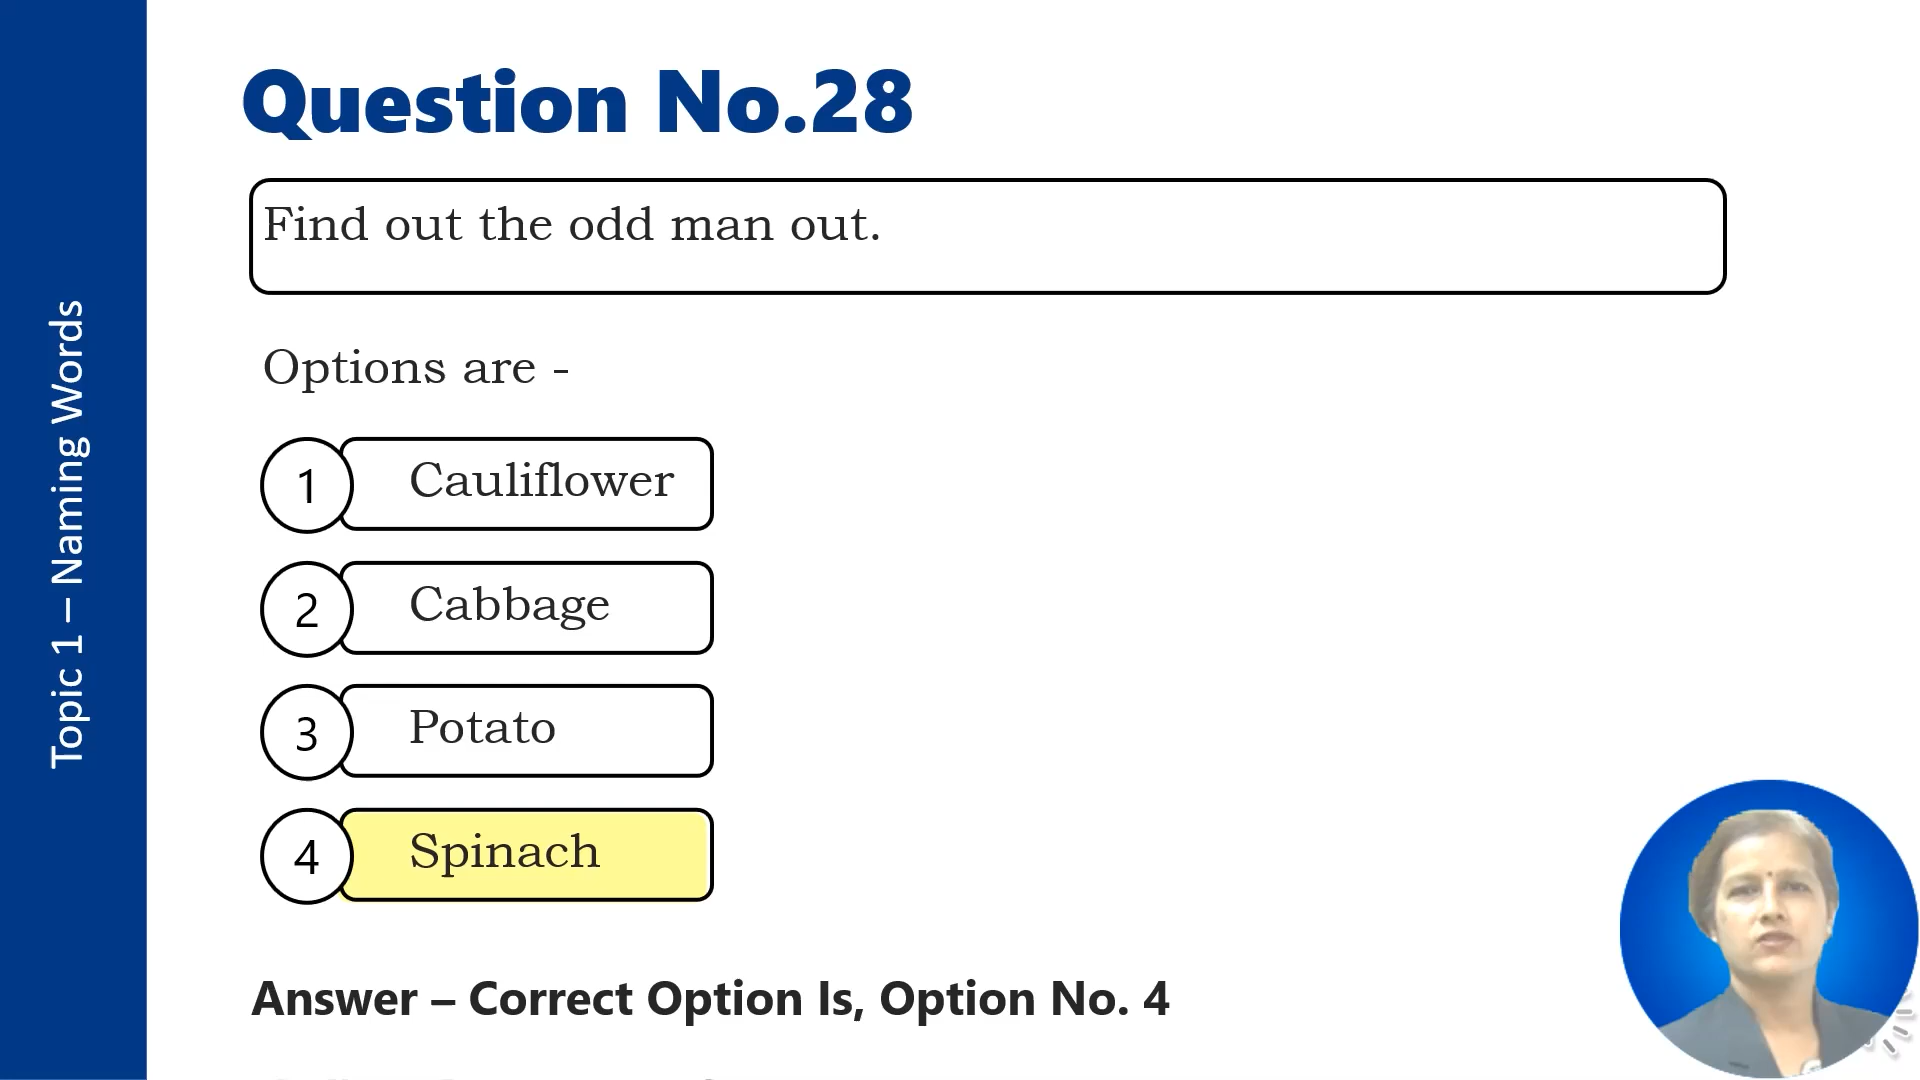 Topic 1 – Naming Words
Question No.28
Find out the odd man out.
Options are -
1 Cauliflower
2 Cabbage
3 Potato
4 Spinach
Answer – Correct Option Is, Option No. 4